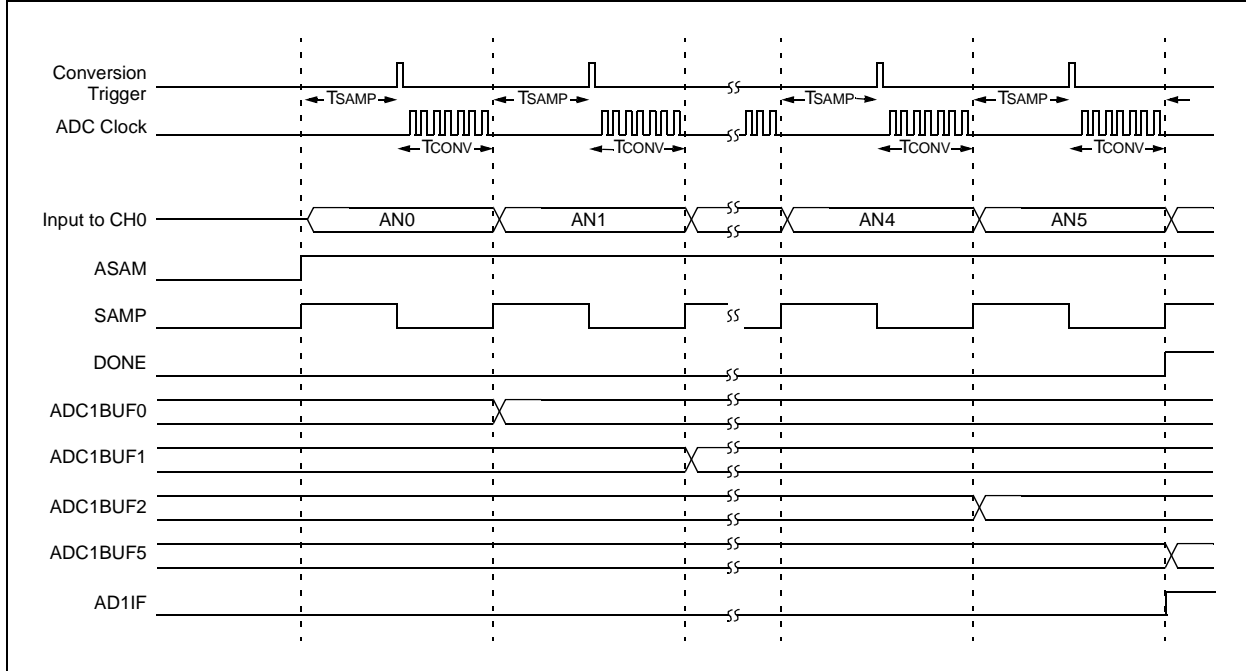 Conversion
Trigger
TSAMP TSAMP TSAMP TSAMP
ADC Clock
TCONV TCONV TCONV TCONV
Input to CH0 AN0 AN1 AN4 AN5
ASAM
SAMP
DONE
ADC1BUF0
ADC1BUF1
ADC1BUF2
ADC1BUF5
AD1IF